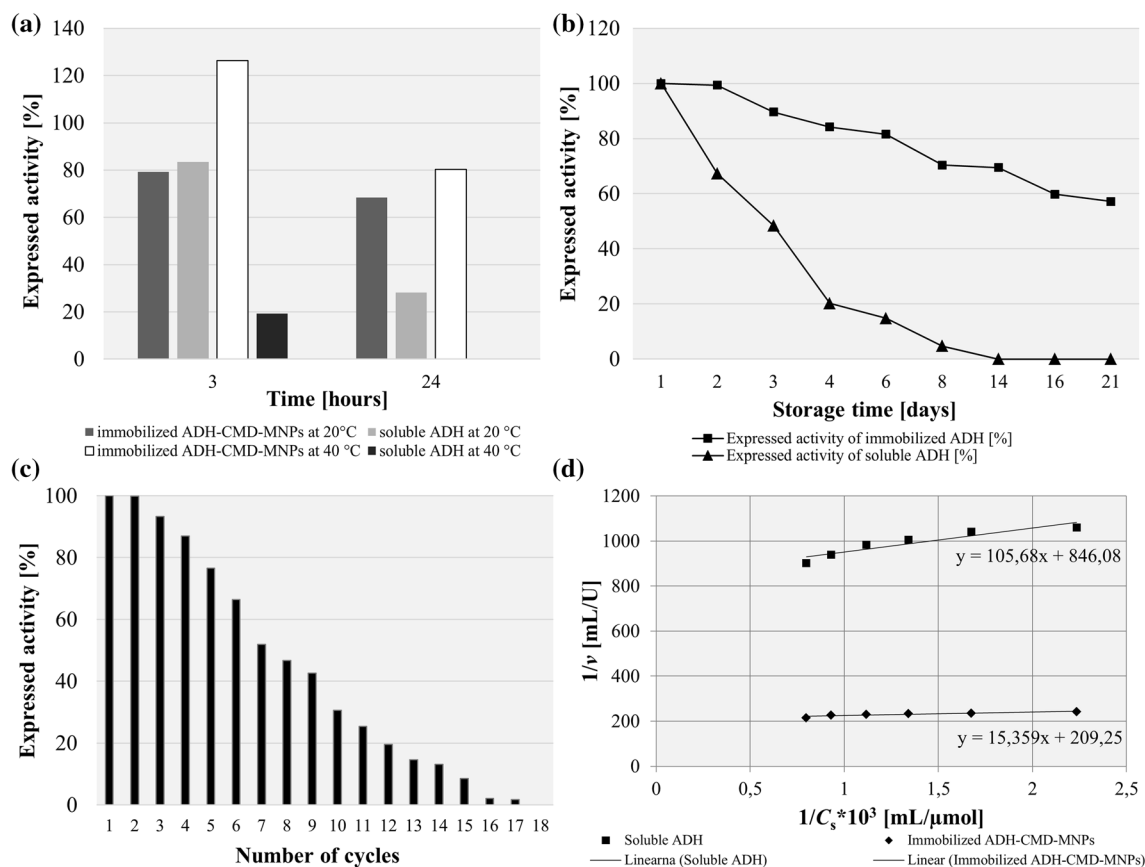 (a)
140
120
100
80
60
40
20
0
Expressed activity [%]
3
24
Time [hours]
immobilized ADH-CMD-MNPs at 20°C
soluble ADH at 20 °C
immobilized ADH-CMD-MNPs at 40 °C
soluble ADH at 40 °C
(b)
120
100
80
60
40
20
0
Expressed activity [%]
1 2 3 4 6 8 14 16 21
Storage time [days]
Expressed activity of immobilized ADH [%]
Expressed activity of soluble ADH [%]
(c)
100
80
60
40
20
0
Expressed activity [%]
1 2 3 4 5 6 7 8 9 10 11 12 13 14 15 16 17 18
Number of cycles
(d)
1200
1000
800
600
400
200
0
1/v [mL/U]
y = 105,68x + 846,08
y = 15,359x + 209,25
0 0,5 1 1,5 2 2,5
1/Cs*10³ [mL/μmol]
Soluble ADH
Immobilized ADH-CMD-MNPs
Linearna (Soluble ADH)
Linear (Immobilized ADH-CMD-MNPs)